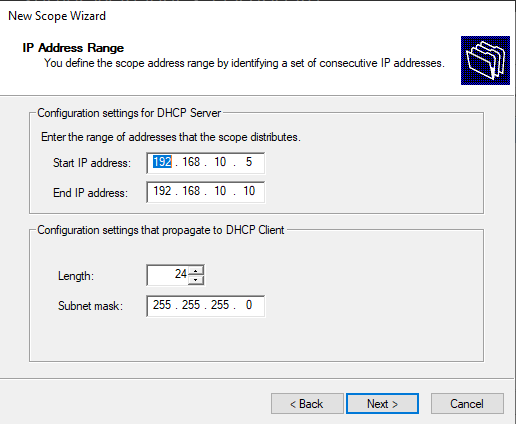 New Scope Wizard
IP Address Range
You define the scope address range by identifying a set of consecutive IP addresses.
Configuration settings for DHCP Server
Enter the range of addresses that the scope distributes.
Start IP address: 192 . 168 . 10 . 5
End IP address: 192 . 168 . 10 . 10
Configuration settings that propagate to DHCP Client
Length: 24
Subnet mask: 255 . 255 . 255 . 0
< Back Next > Cancel